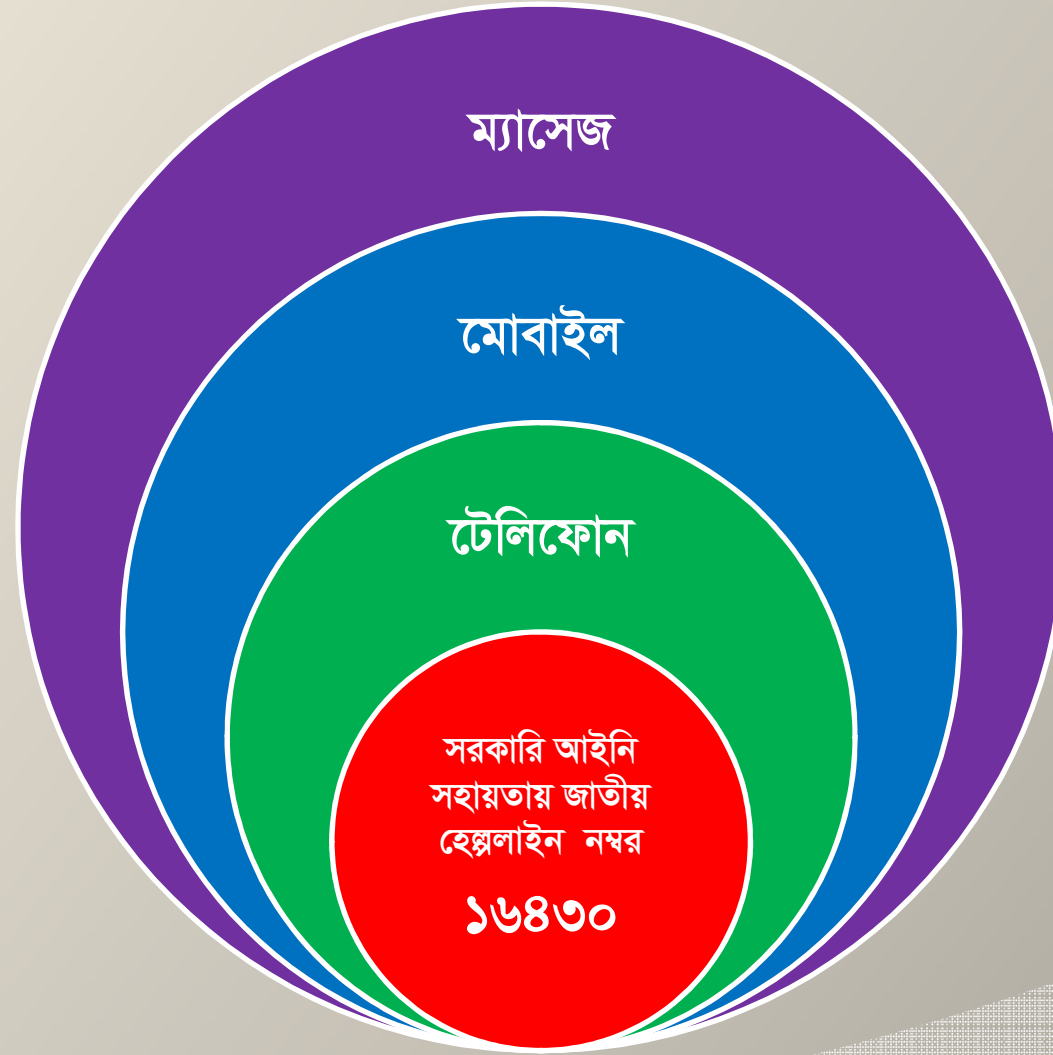 ম্যাসেজ
মোবাইল
টেলিফোন
সরকারি আইনি
সহায়তায় জাতীয়
হেল্পলাইন নম্বর
১৬৪৩০